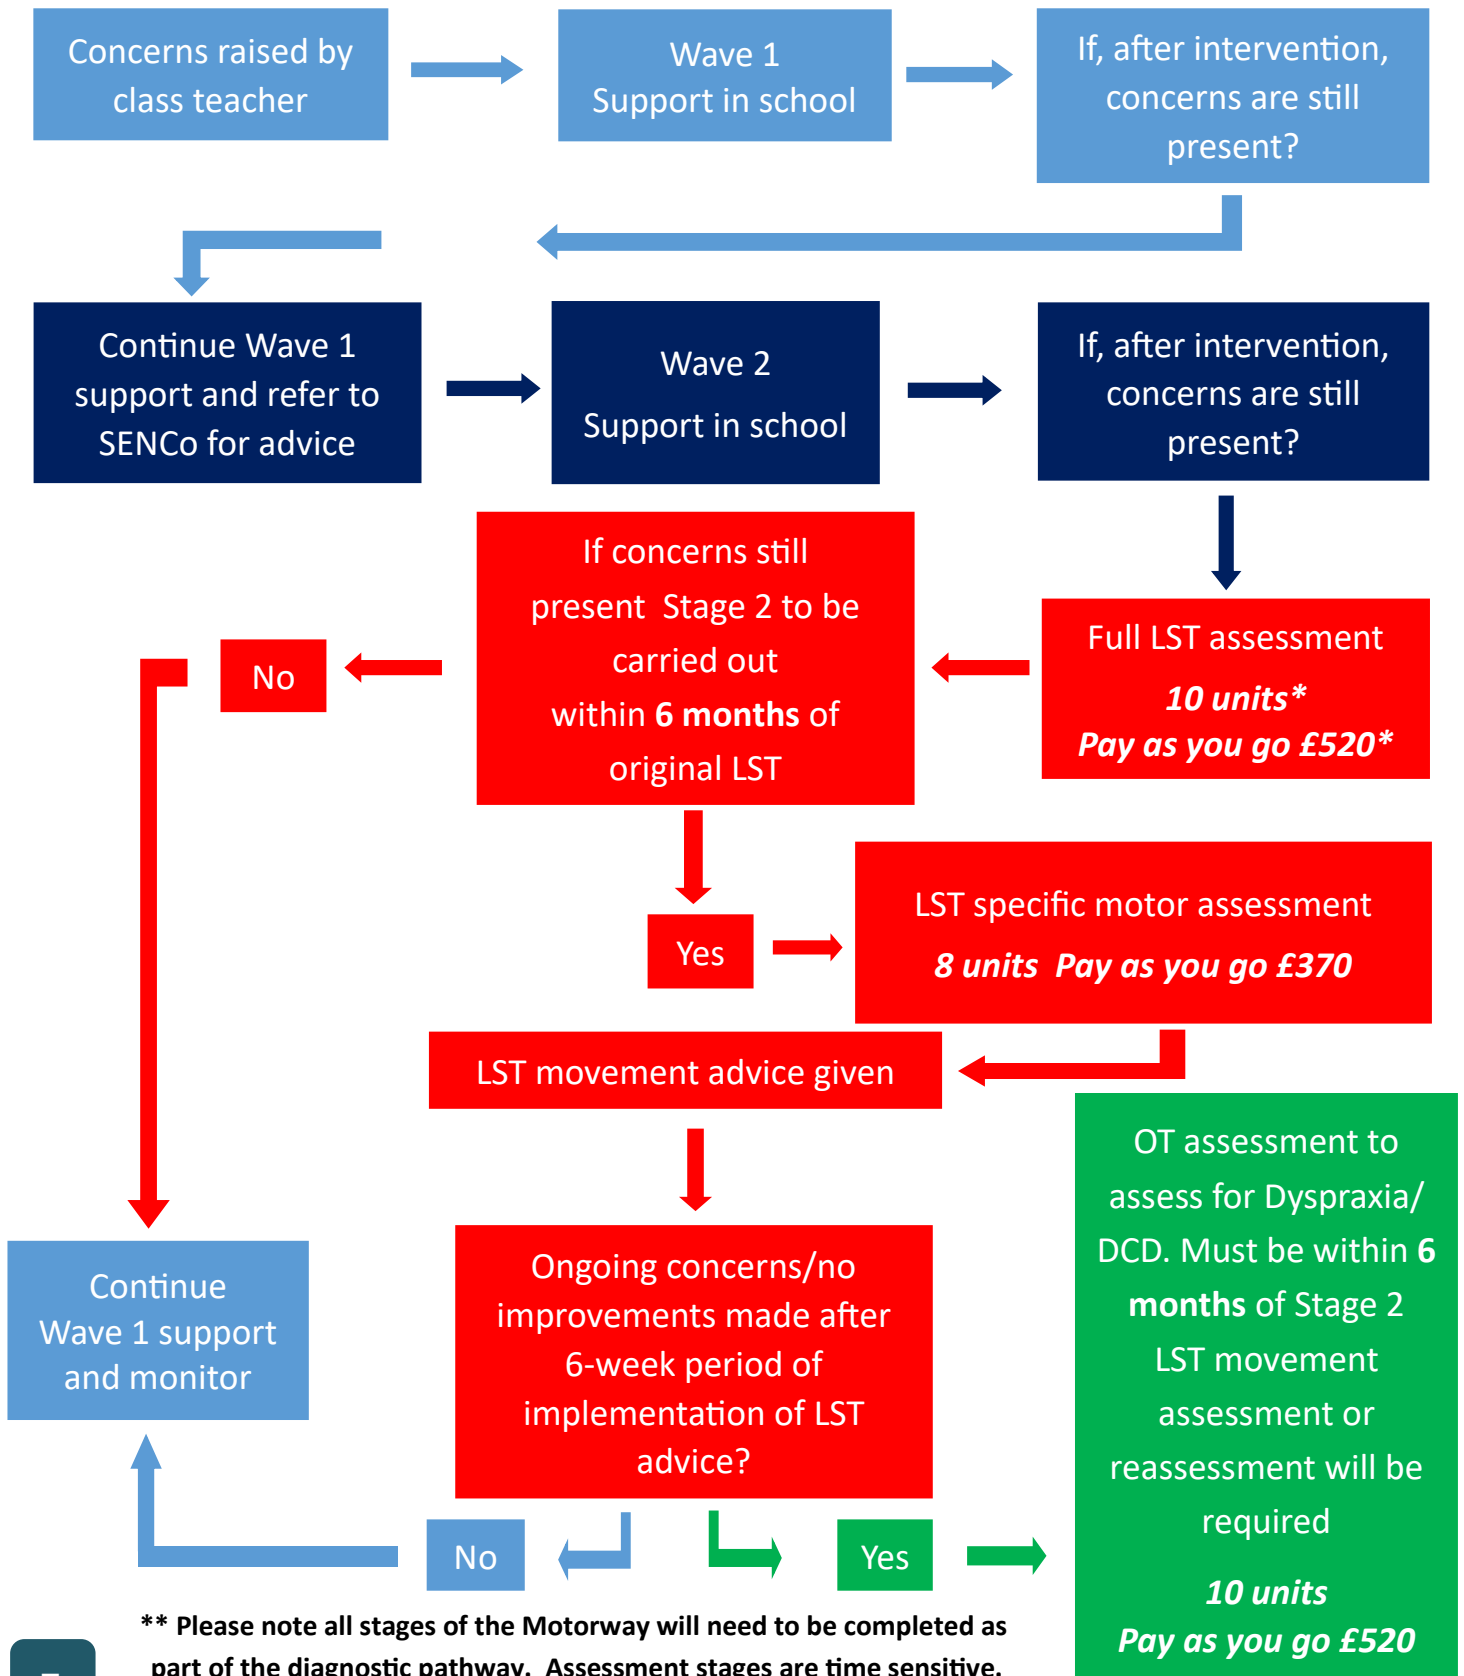 Concerns raised by
class teacher
Wave 1
Support in school
If, after intervention,
concerns are still
present?
Continue Wave 1
support and refer to
SENCo for advice
Wave 2
Support in school
If, after intervention,
concerns are still
present?
Full LST assessment
10 units*
Pay as you go £520*
If concerns still
present  Stage 2 to be
carried out
within 6 months of
original LST
No
Yes
LST specific motor assessment
8 units  Pay as you go £370
LST movement advice given
Ongoing concerns/no
improvements made after
6-week period of
implementation of LST
advice?
Continue
Wave 1 support
and monitor
No
Yes
OT assessment to
assess for Dyspraxia/
DCD. Must be within 6
months of Stage 2
LST movement
assessment or
reassessment will be
required
10 units
Pay as you go £520
** Please note all stages of the Motorway will need to be completed as
part of the diagnostic pathway.  Assessment stages are time sensitive.